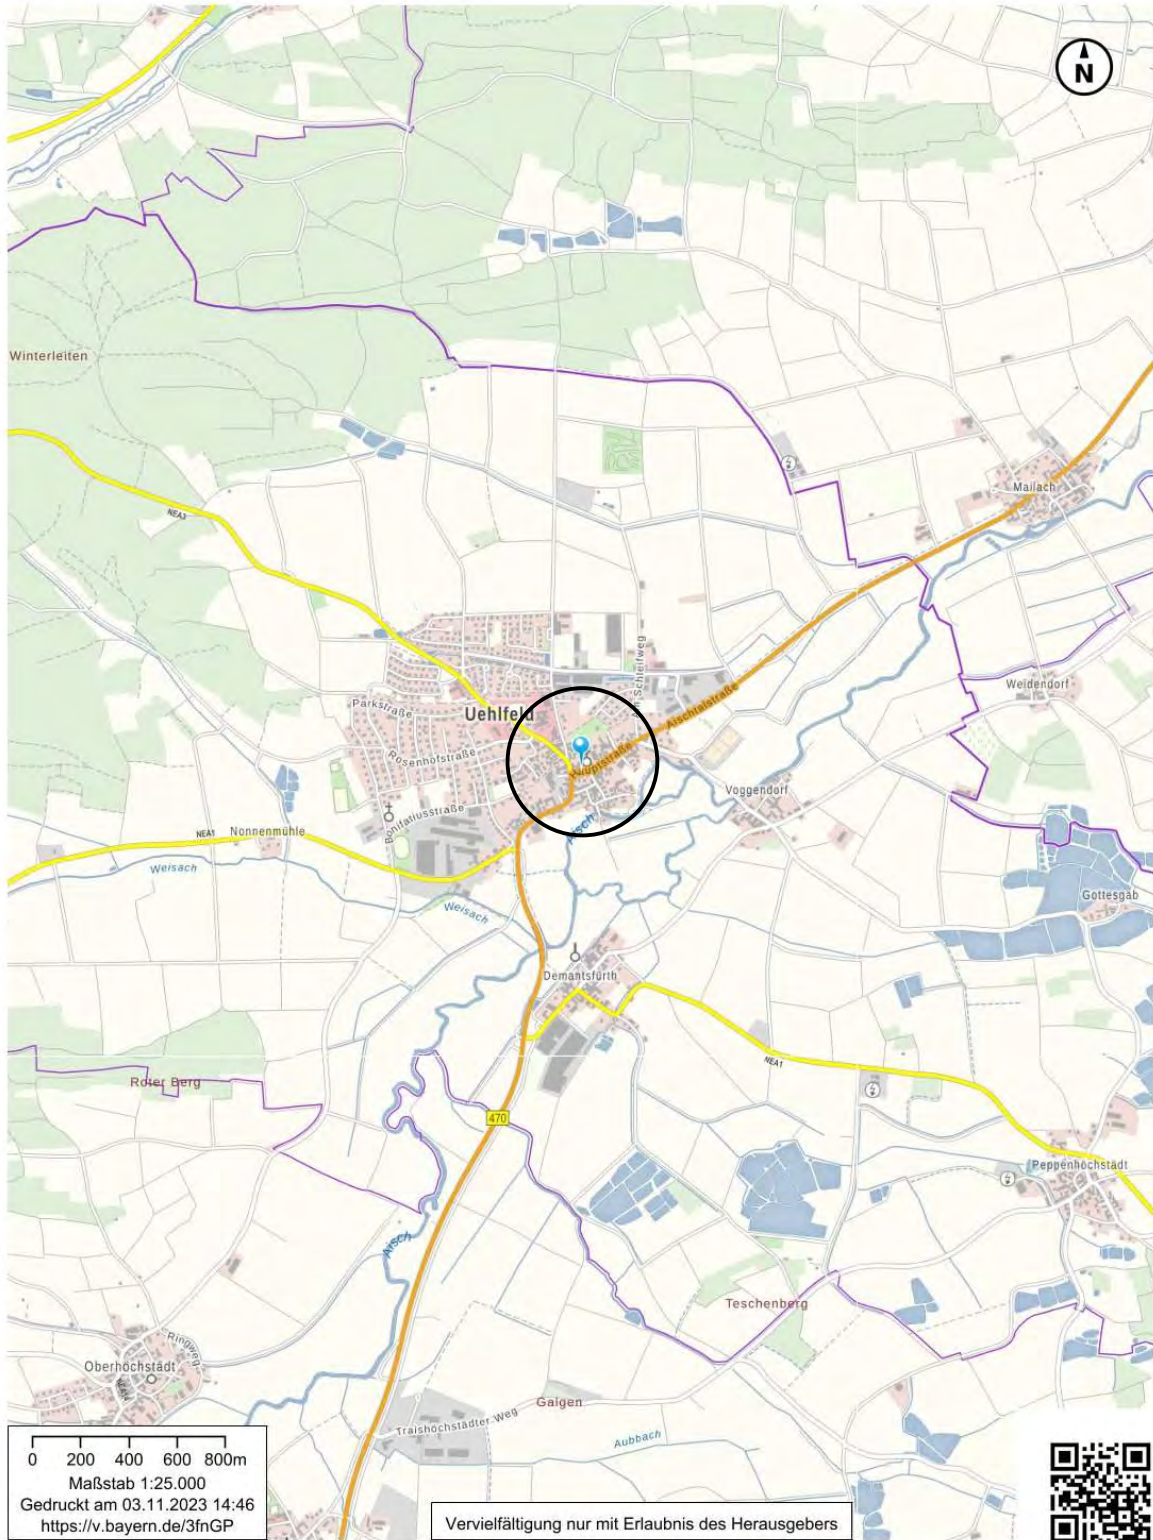 N
Winterleiten
Mailach
NEA3
Am Schleifweg
Weidendorf
Parkstraße
Uehlfeld
Aischtalstraße
Rosenhofstraße
Hauptstraße
Voggendorf
Bonifatiusstraße
Aisch
NEA1
Nonnenmühle
Weisach
Gottesgab
Weisach
Demantsfürth
NEA1
Roter Berg
470
Peppenhöchstädt
Aisch
Teschenberg
Ringweg
Oberhöchstädt
Galgen
Traishöchstädter Weg
Aubbach
0 200 400 600 800m
Maßstab 1:25.000
Gedruckt am 03.11.2023 14:46
https://v.bayern.de/3fnGP
Vervielfältigung nur mit Erlaubnis des Herausgebers